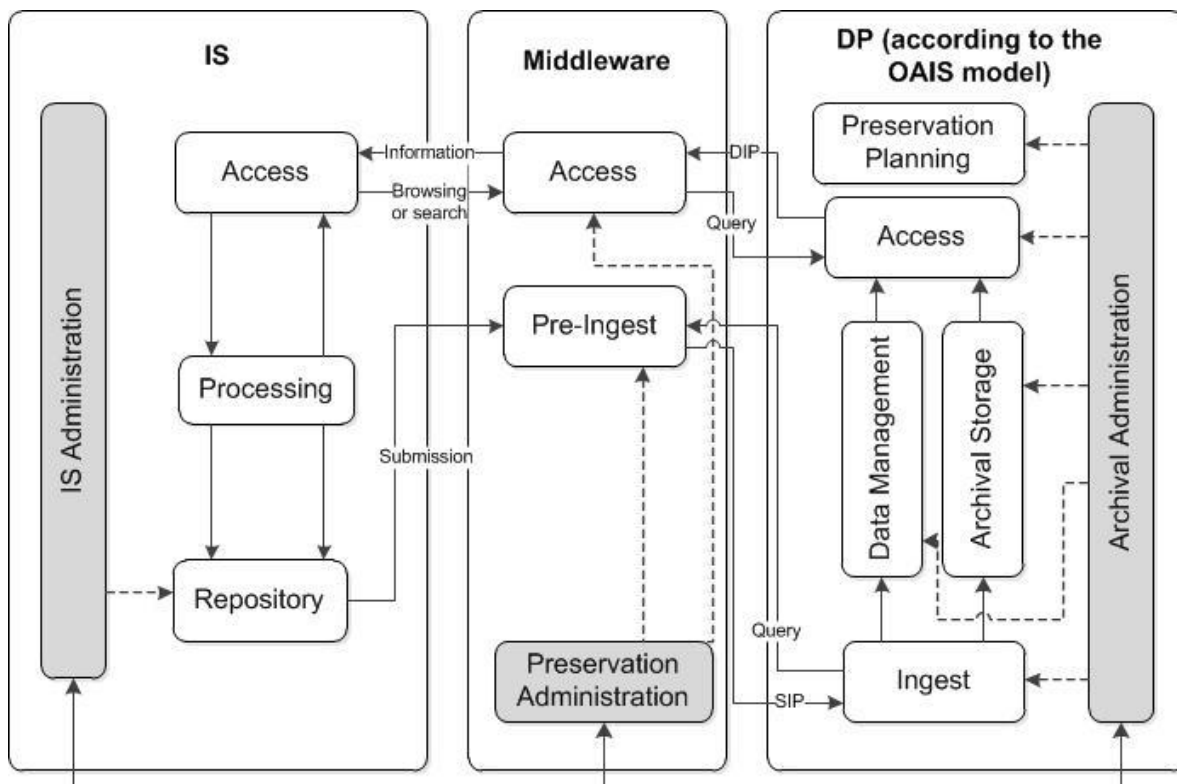 IS
IS Administration
Access
Processing
Repository
Information
Browsing
or search
Submission
Middleware
Access
Pre-Ingest
Preservation
Administration
DIP
Query
Query
SIP
DP (according to the
OAIS model)
Preservation
Planning
Access
Data Management
Archival Storage
Ingest
Archival Administration